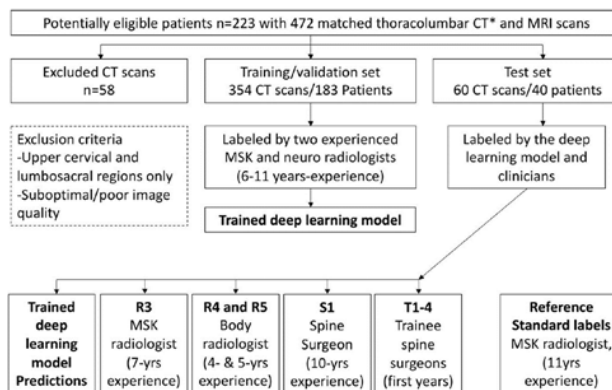 Potentially eligible patients n=223 with 472 matched thoracolumbar CT* and MRI scans
Excluded CT scans
n=58
Training/validation set
354 CT scans/183 Patients
Test set
60 CT scans/40 patients
Exclusion criteria
-Upper cervical and
lumbosacral regions only
-Suboptimal/poor image
quality
Labeled by two experienced
MSK and neuro radiologists
(6-11 years-experience)
Labeled by the deep
learning model and
clinicians
Trained deep learning model
Trained
deep
learning
model
Predictions
R3
MSK
radiologist
(7-yrs
experience)
R4 and R5
Body
radiologist
(4- & 5-yrs
experience)
S1
Spine
Surgeon
(10-yrs
experience)
T1-4
Trainee
spine
surgeons
(first years)
Reference
Standard labels
MSK radiologist,
(11yrs
experience)